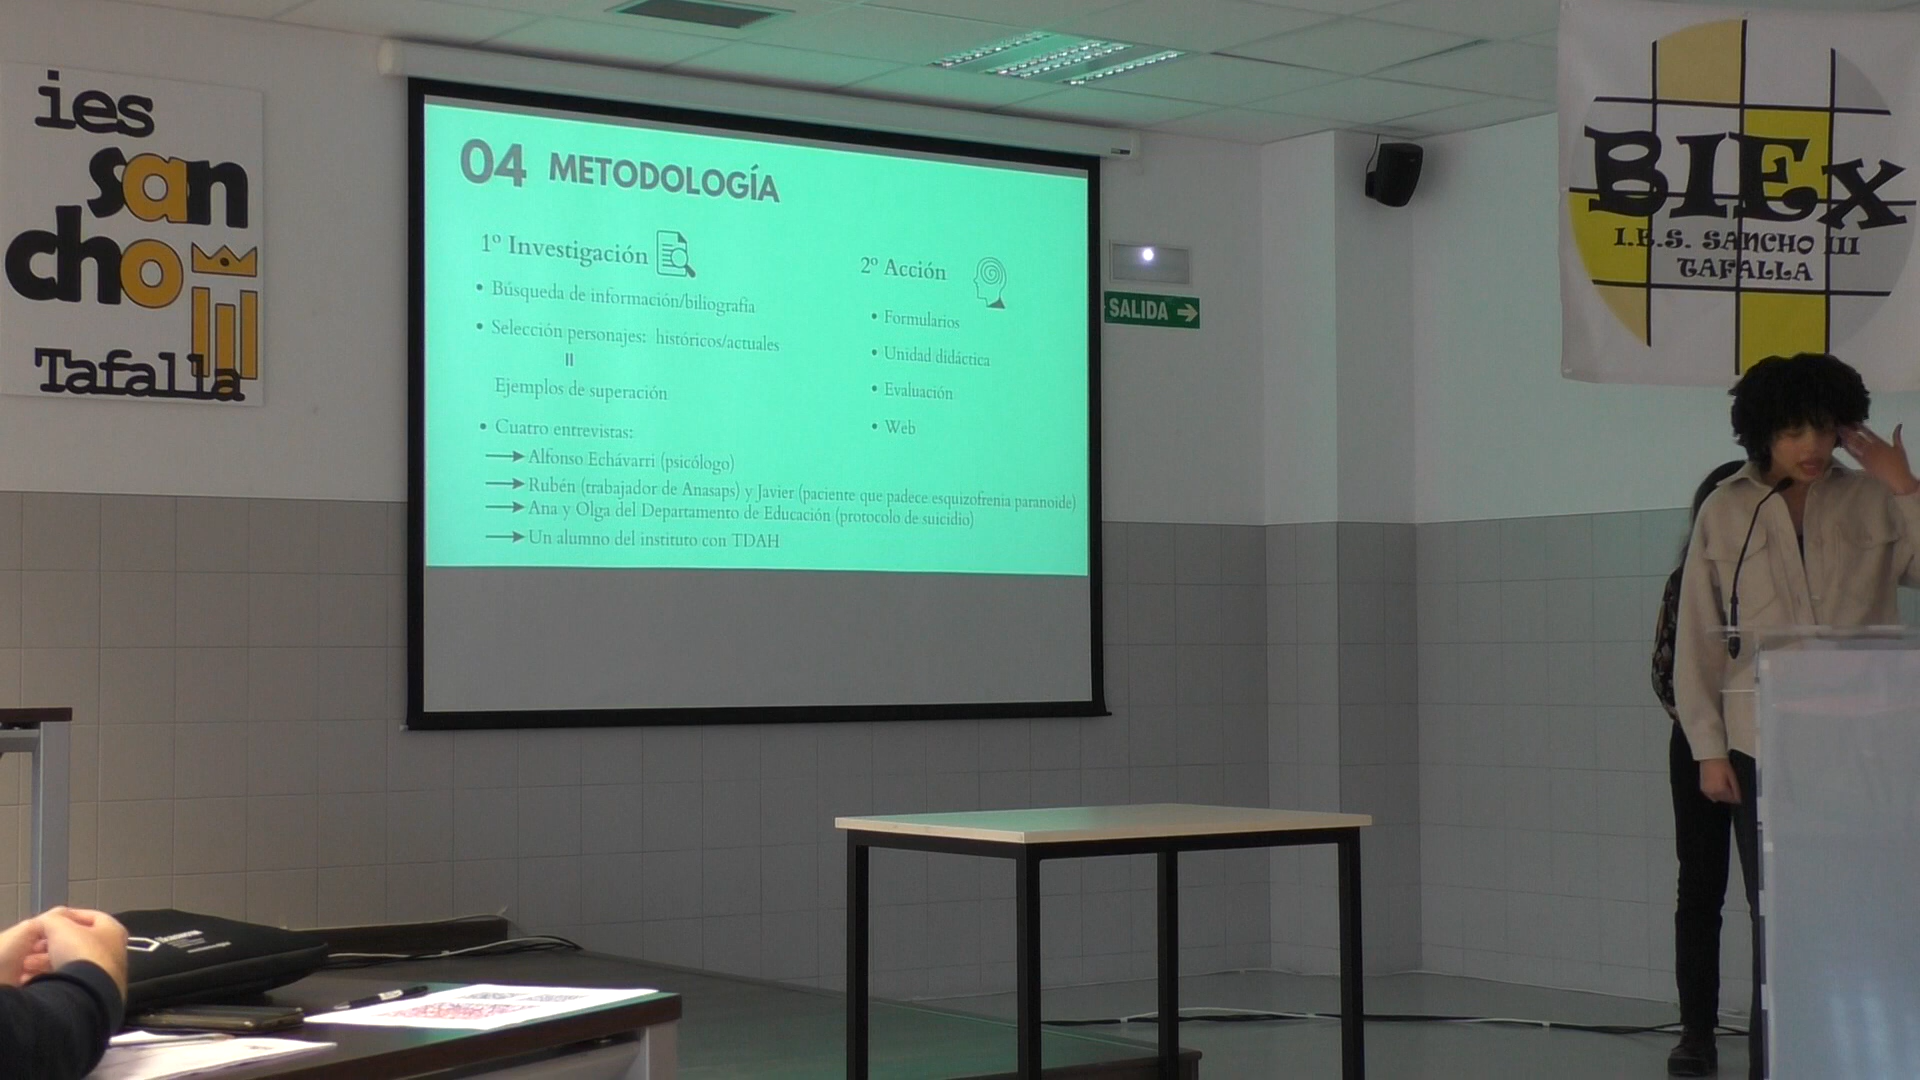 ies
san
cho
Tafalla
04 METODOLOGÍA
1º Investigación
• Búsqueda de información/biliografía
• Selección personajes: históricos/actuales
=
Ejemplos de superación
• Cuatro entrevistas:
Alfonso Echávarri (psicólogo)
Rubén (trabajador de Anasaps) y Javier (paciente que padece esquizofrenia paranoide)
Ana y Olga del Departamento de Educación (protocolo de suicidio)
Un alumno del instituto con TDAH
2º Acción
• Formularios
• Unidad didáctica
• Evaluación
• Web
SALIDA
BIEx
I.E.S. SANCHO III
TAFALLA